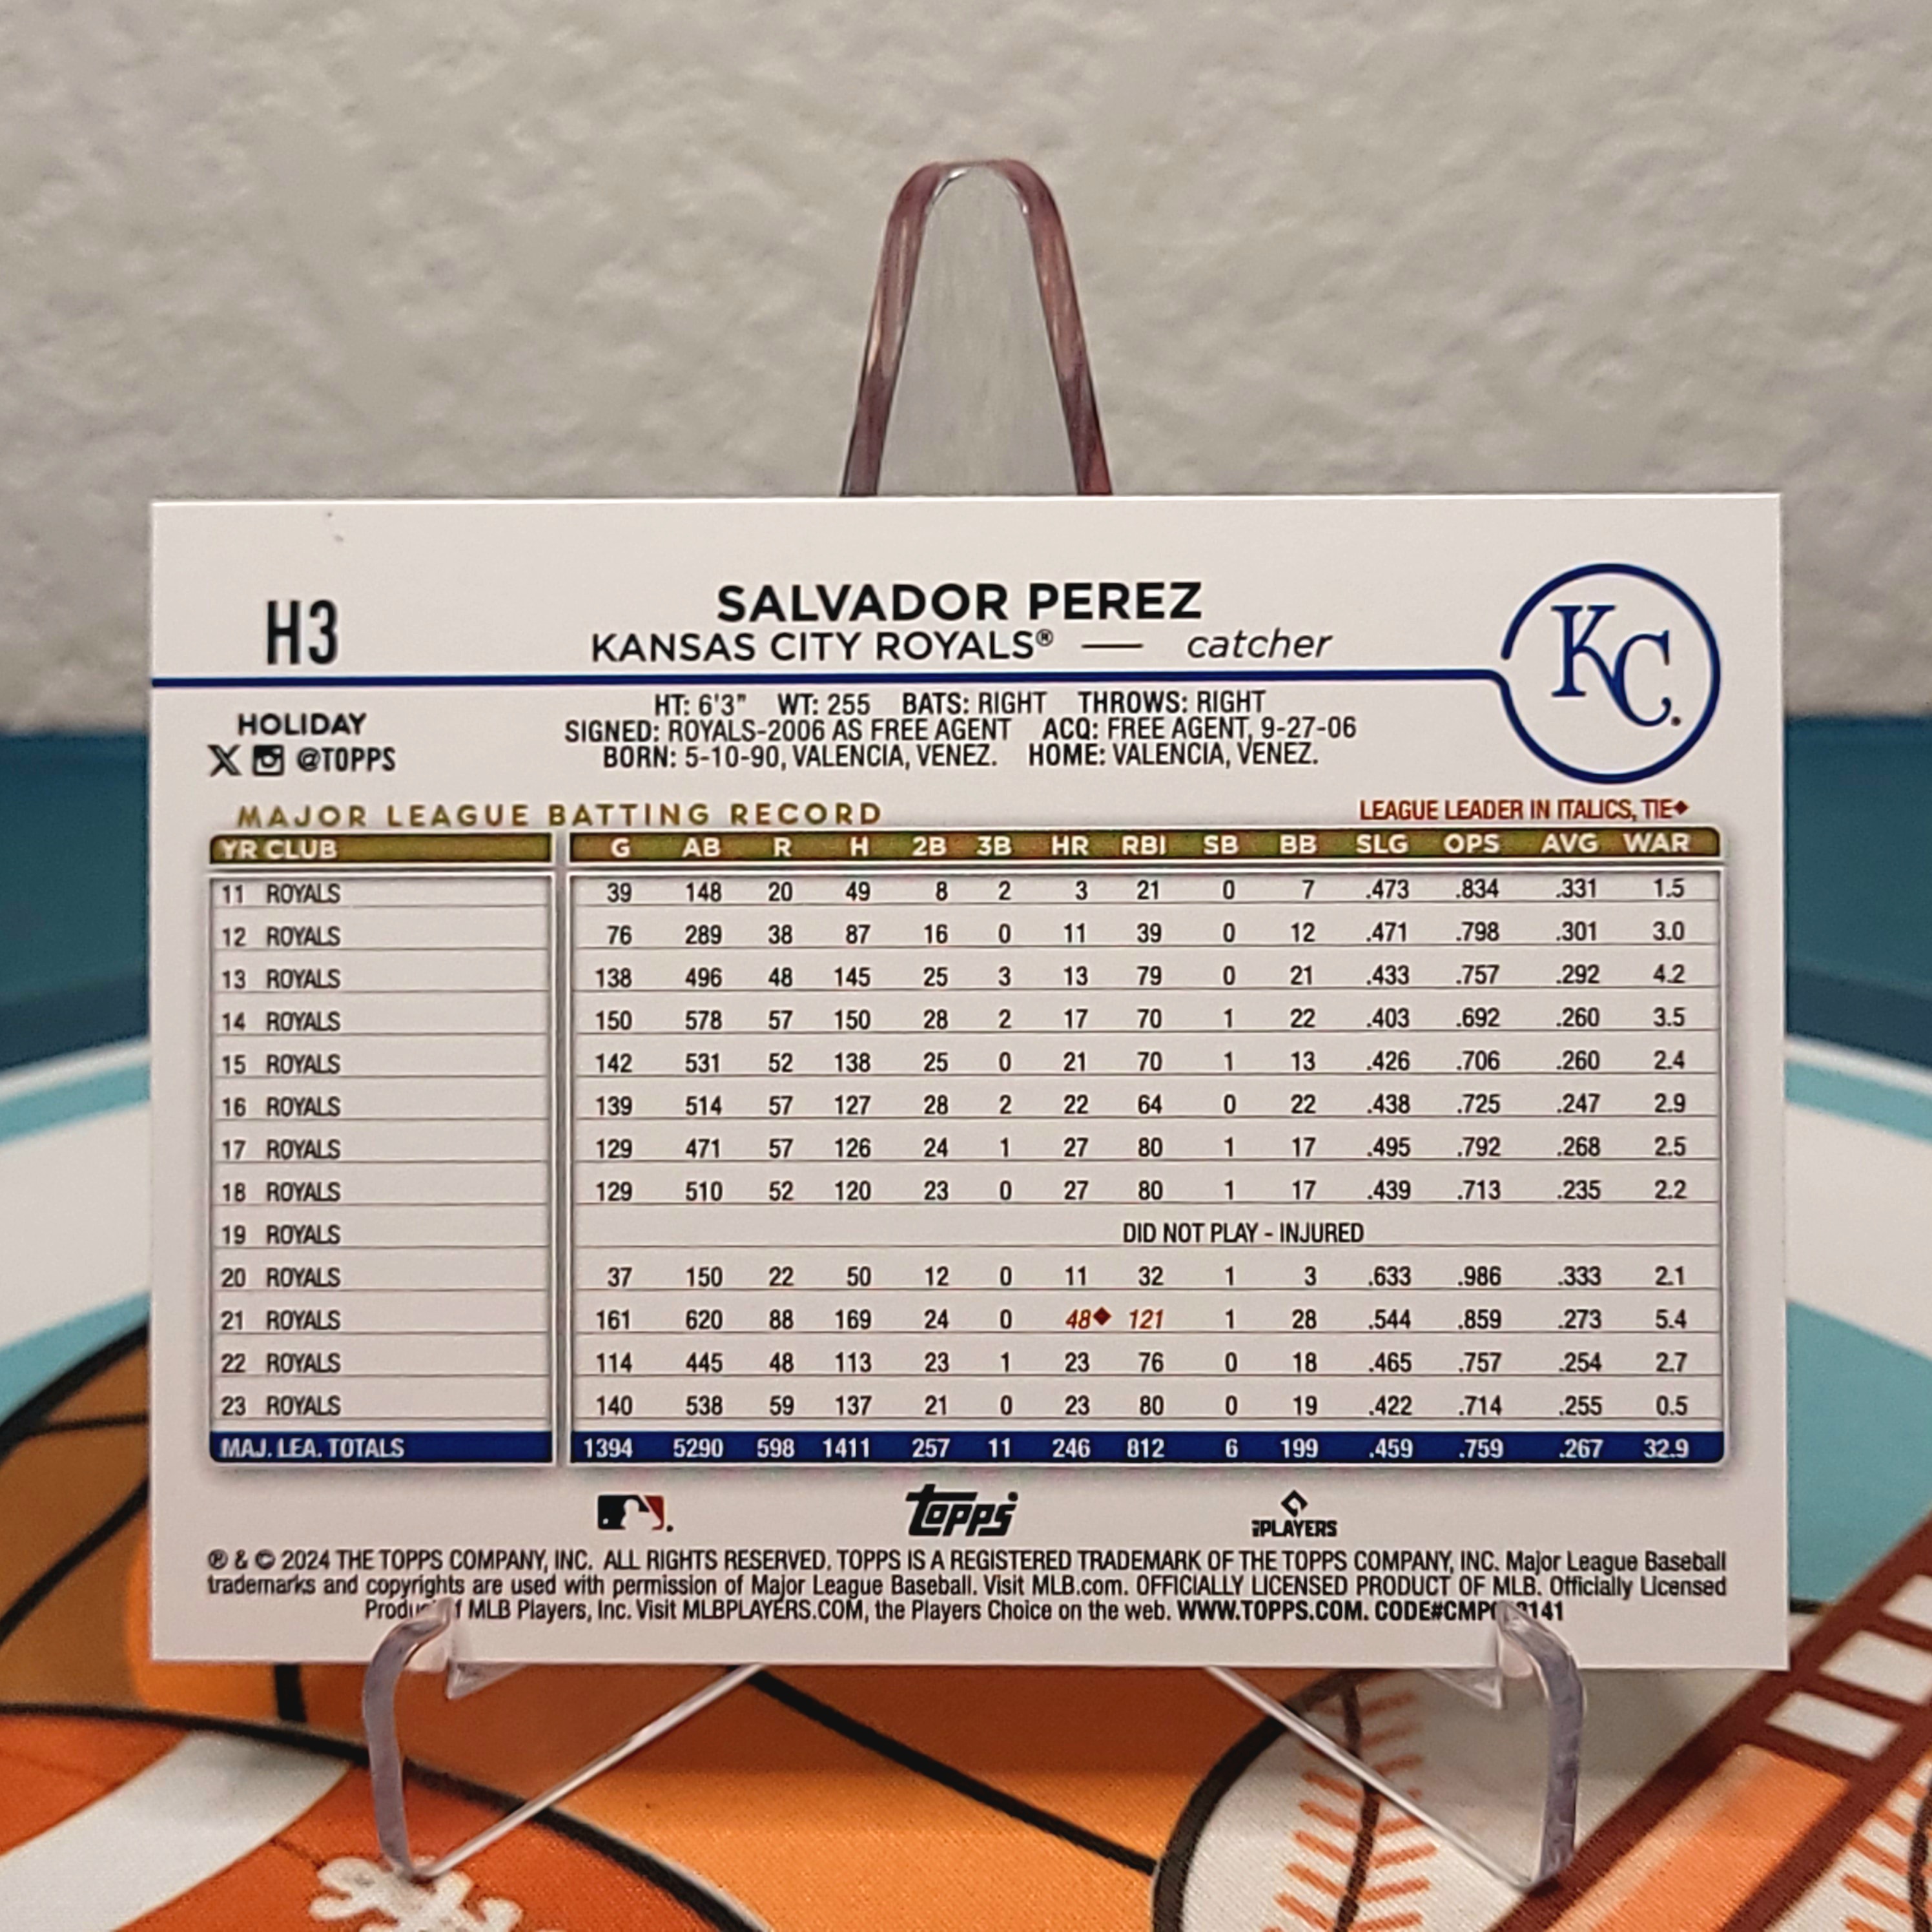 H3
SALVADOR PEREZ
KANSAS CITY ROYALS® — catcher
KC
HOLIDAY
X @TOPPS
HT: 6'3" WT: 255 BATS: RIGHT THROWS: RIGHT
SIGNED: ROYALS-2006 AS FREE AGENT ACQ: FREE AGENT, 9-27-06
BORN: 5-10-90, VALENCIA, VENEZ. HOME: VALENCIA, VENEZ.
MAJOR LEAGUE BATTING RECORD LEAGUE LEADER IN ITALICS, TIE◆
YR CLUB G AB R H 2B 3B HR RBI SB BB SLG OPS AVG WAR
11 ROYALS 39 148 20 49 8 2 3 21 0 7 .473 .834 .331 1.5
12 ROYALS 76 289 38 87 16 0 11 39 0 12 .471 .798 .301 3.0
13 ROYALS 138 496 48 145 25 3 13 79 0 21 .433 .757 .292 4.2
14 ROYALS 150 578 57 150 28 2 17 70 1 22 .403 .692 .260 3.5
15 ROYALS 142 531 52 138 25 0 21 70 1 13 .426 .706 .260 2.4
16 ROYALS 139 514 57 127 28 2 22 64 0 22 .438 .725 .247 2.9
17 ROYALS 129 471 57 126 24 1 27 80 1 17 .495 .792 .268 2.5
18 ROYALS 129 510 52 120 23 0 27 80 1 17 .439 .713 .235 2.2
19 ROYALS DID NOT PLAY - INJURED
20 ROYALS 37 150 22 50 12 0 11 32 1 3 .633 .986 .333 2.1
21 ROYALS 161 620 88 169 24 0 48◆ 121 1 28 .544 .859 .273 5.4
22 ROYALS 114 445 48 113 23 1 23 76 0 18 .465 .757 .254 2.7
23 ROYALS 140 538 59 137 21 0 23 80 0 19 .422 .714 .255 0.5
MAJ. LEA. TOTALS 1394 5290 598 1411 257 11 246 812 6 199 .459 .759 .267 32.9
topps PLAYERS
® & © 2024 THE TOPPS COMPANY, INC. ALL RIGHTS RESERVED. TOPPS IS A REGISTERED TRADEMARK OF THE TOPPS COMPANY, INC. Major League Baseball
trademarks and copyrights are used with permission of Major League Baseball. Visit MLB.com. OFFICIALLY LICENSED PRODUCT OF MLB. Officially Licensed
MLB Players, Inc. Visit MLBPLAYERS.COM, the Players Choice on the web. WWW.TOPPS.COM.